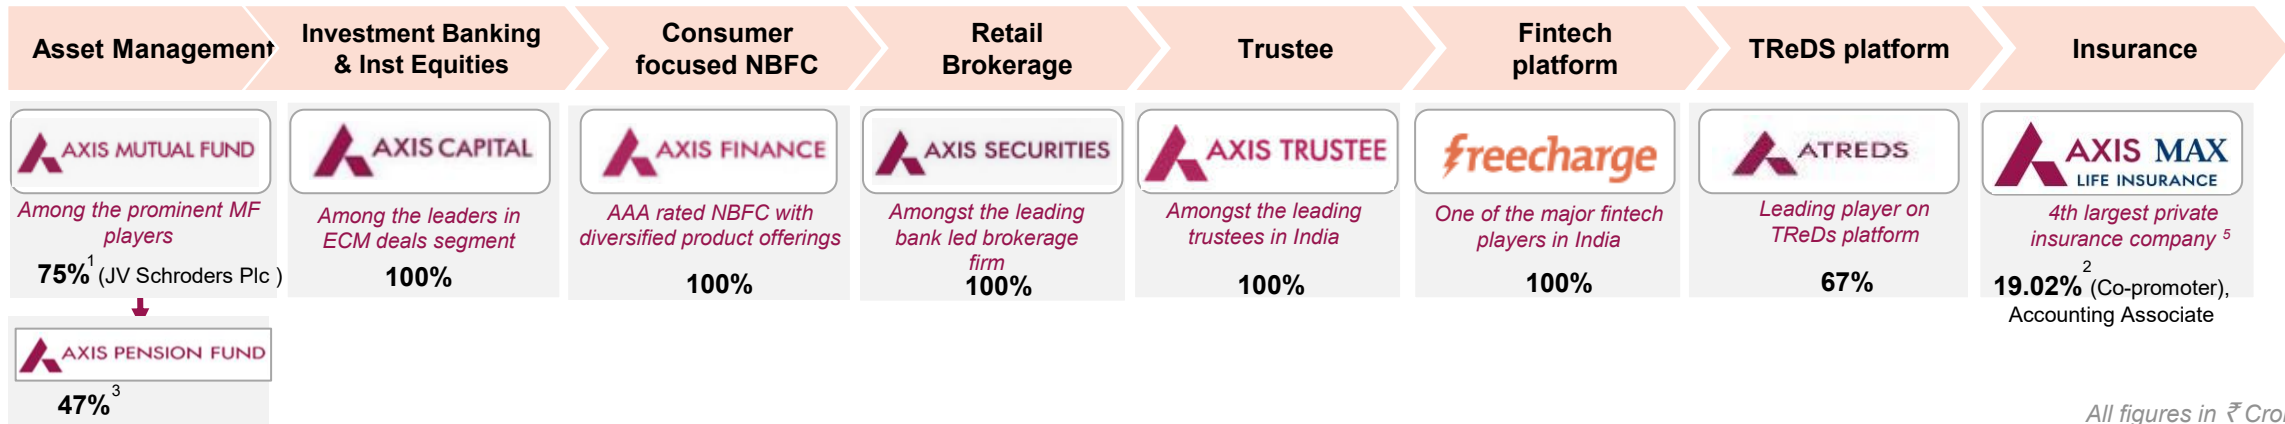 Asset Management
Investment Banking
& Inst Equities
Consumer
focused NBFC
Retail
Brokerage
Trustee
Fintech
platform
TReDS platform
Insurance
AXIS MUTUAL FUND
AXIS CAPITAL
AXIS FINANCE
AXIS SECURITIES
AXIS TRUSTEE
freecharge
ATREDS
AXIS MAX
LIFE INSURANCE
Among the prominent MF
players
75%1 (JV Schroders Plc )
Among the leaders in
ECM deals segment
100%
AAA rated NBFC with
diversified product offerings
100%
Amongst the leading
bank led brokerage
firm
100%
Amongst the leading
trustees in India
100%
One of the major fintech
players in India
100%
Leading player on
TReDs platform
67%
4th largest private
insurance company 5
19.02%2 (Co-promoter),
Accounting Associate
AXIS PENSION FUND
47%3
All figures in ₹